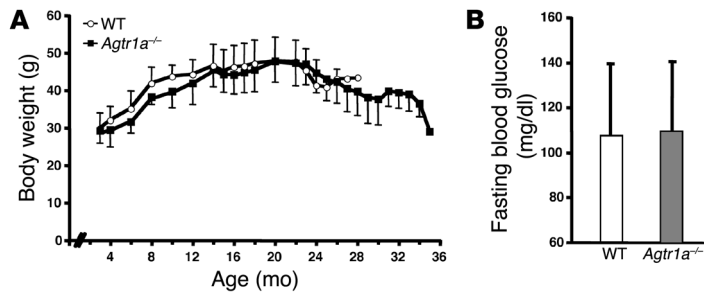 A
WT
Agtr1a–/–
Body weight (g)
60
50
40
30
20
10
0
4 8 12 16 20 24 28 32 36
Age (mo)
B
Fasting blood glucose
(mg/dl)
160
140
120
100
80
60
WT Agtr1a–/–